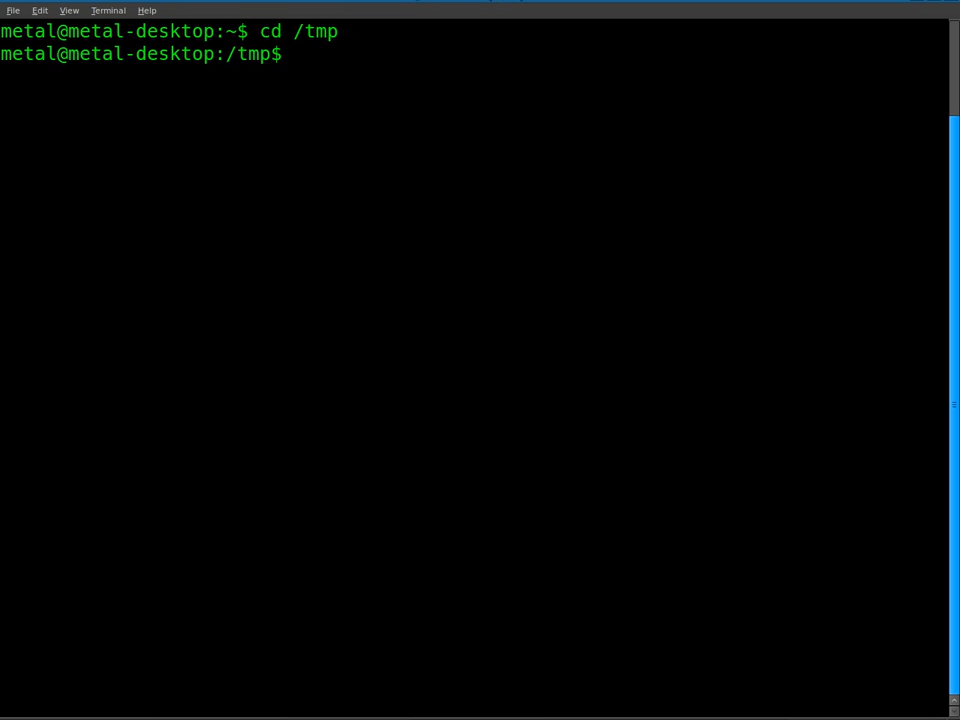 File Edit View Terminal Help
metal@metal-desktop:~$ cd /tmp
metal@metal-desktop:/tmp$